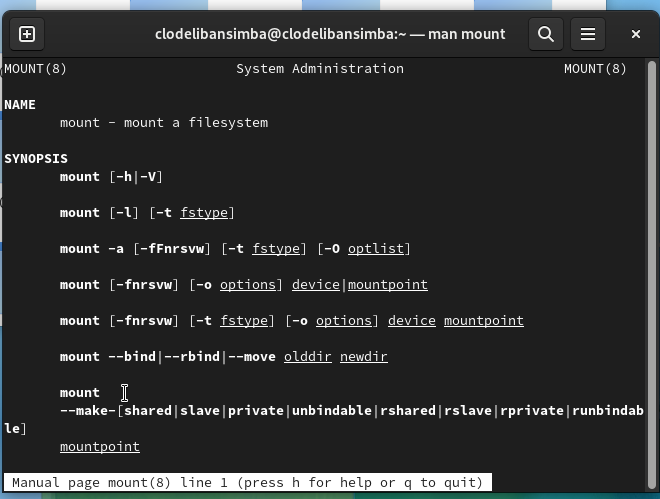 clodelibansimba@clodelibansimba:~ — man mount
MOUNT(8) System Administration MOUNT(8)
NAME
mount - mount a filesystem
SYNOPSIS
mount [-h|-V]
mount [-l] [-t fstype]
mount -a [-fFnrsvw] [-t fstype] [-O optlist]
mount [-fnrsvw] [-o options] device|mountpoint
mount [-fnrsvw] [-t fstype] [-o options] device mountpoint
mount --bind|--rbind|--move olddir newdir
mount
--make-[shared|slave|private|unbindable|rshared|rslave|rprivate|runbindab
le]
mountpoint
Manual page mount(8) line 1 (press h for help or q to quit)